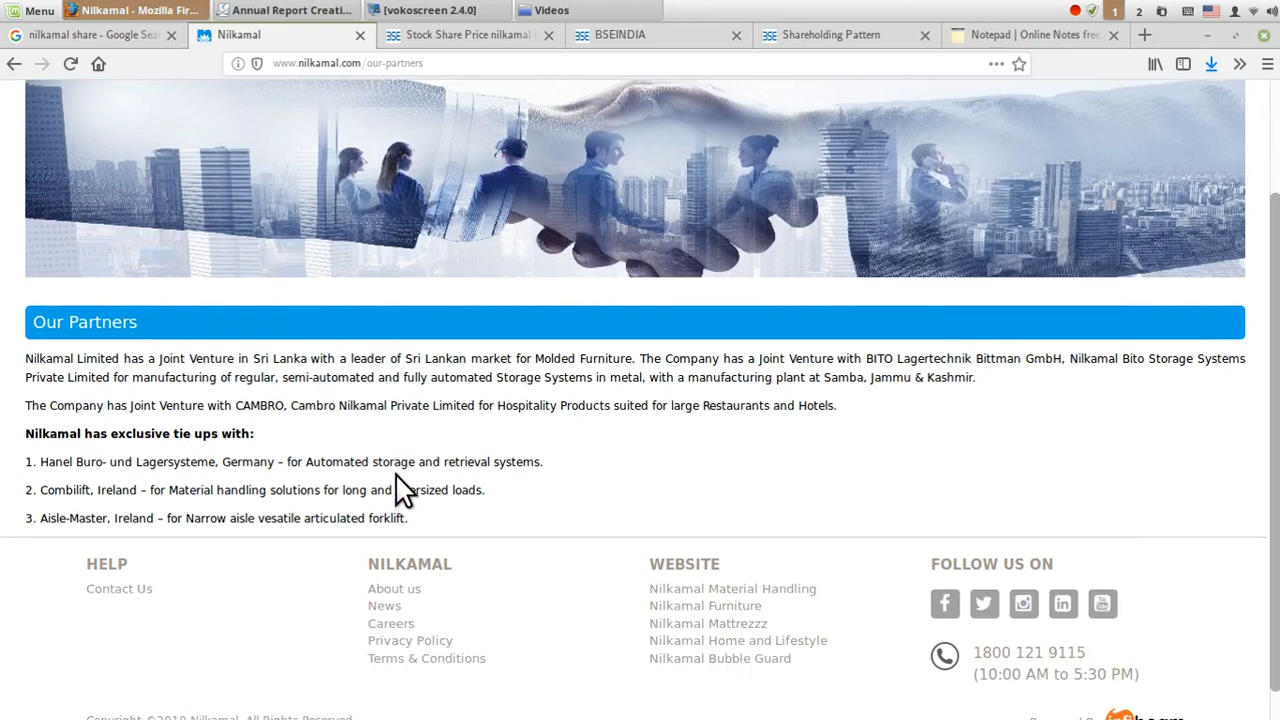 Menu
Nilkamal - Mozilla Fir...
Annual Report Creati...
[vokoscreen 2.4.0]
Videos
1
2
nilkamal share - Google Sea
Nilkamal
Stock Share Price nilkamal
BSEINDIA
Shareholding Pattern
Notepad | Online Notes free
www.nilkamal.com/our-partners
Our Partners
Nilkamal Limited has a Joint Venture in Sri Lanka with a leader of Sri Lankan market for Molded Furniture. The Company has a Joint Venture with BITO Lagertechnik Bittman GmbH, Nilkamal Bito Storage Systems
Private Limited for manufacturing of regular, semi-automated and fully automated Storage Systems in metal, with a manufacturing plant at Samba, Jammu & Kashmir.
The Company has Joint Venture with CAMBRO, Cambro Nilkamal Private Limited for Hospitality Products suited for large Restaurants and Hotels.
Nilkamal has exclusive tie ups with:
1. Hanel Buro- und Lagersysteme, Germany – for Automated storage and retrieval systems.
2. Combilift, Ireland – for Material handling solutions for long and ersized loads.
3. Aisle-Master, Ireland – for Narrow aisle vesatile articulated forklift.
HELP
Contact Us
NILKAMAL
About us
News
Careers
Privacy Policy
Terms & Conditions
WEBSITE
Nilkamal Material Handling
Nilkamal Furniture
Nilkamal Mattrezzz
Nilkamal Home and Lifestyle
Nilkamal Bubble Guard
FOLLOW US ON
You Tube
1800 121 9115
(10:00 AM to 5:30 PM)